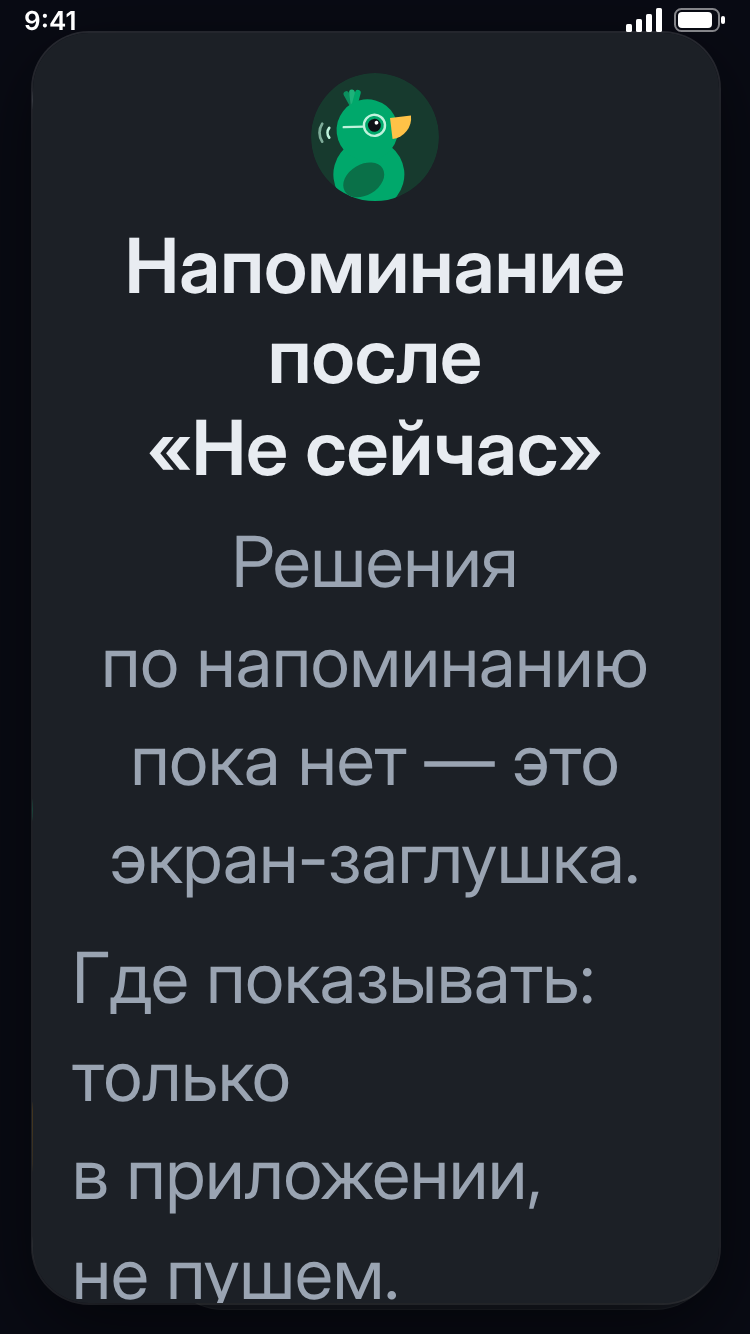 9:41
Напоминание
после
«Не сейчас»
Решения
по напоминанию
пока нет — это
экран-заглушка.
Где показывать:
только
в приложении,
не пушем.